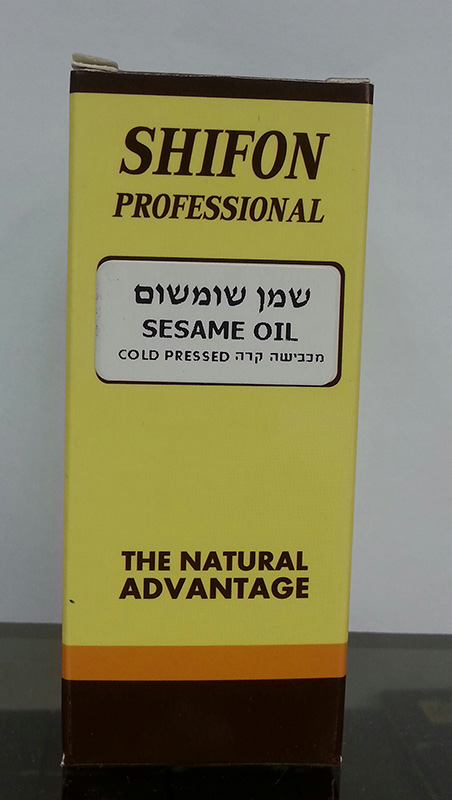 SHIFON
PROFESSIONAL
שמן שומשום
SESAME OIL
COLD PRESSED מכבישה קרה
THE NATURAL
ADVANTAGE